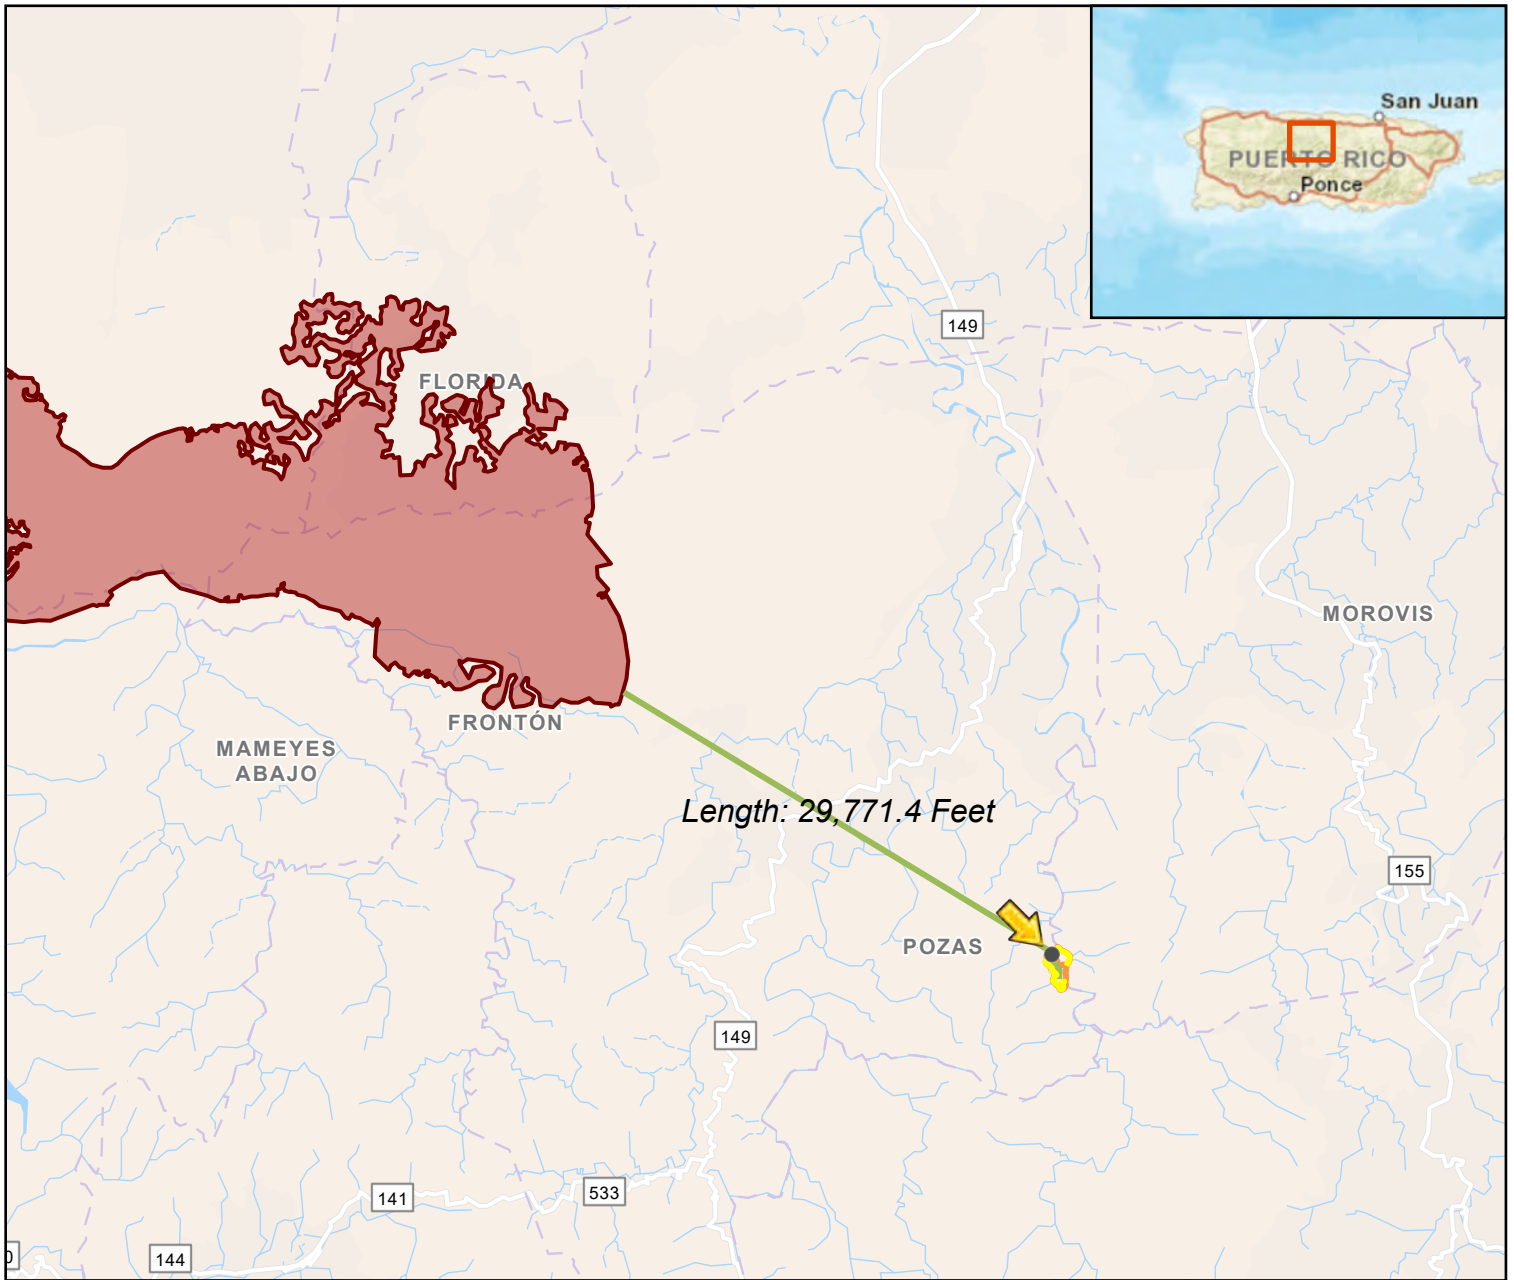 San Juan
PUERTO RICO
Ponce
149
FLORIDA
MOROVIS
FRONTÓN
MAMEYES
ABAJO
Length: 29,771.4 Feet
155
POZAS
149
141
533
144